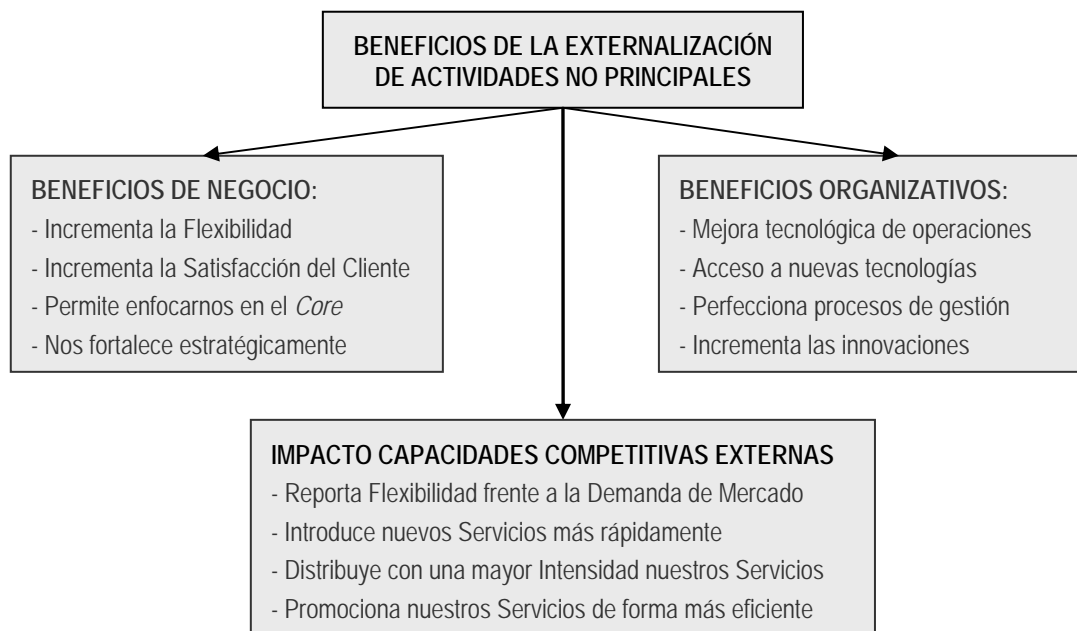 BENEFICIOS DE LA EXTERNALIZACIÓN
DE ACTIVIDADES NO PRINCIPALES
BENEFICIOS DE NEGOCIO:
- Incrementa la Flexibilidad
- Incrementa la Satisfacción del Cliente
- Permite enfocarnos en el Core
- Nos fortalece estratégicamente
BENEFICIOS ORGANIZATIVOS:
- Mejora tecnológica de operaciones
- Acceso a nuevas tecnologías
- Perfecciona procesos de gestión
- Incrementa las innovaciones
IMPACTO CAPACIDADES COMPETITIVAS EXTERNAS
- Reporta Flexibilidad frente a la Demanda de Mercado
- Introduce nuevos Servicios más rápidamente
- Distribuye con una mayor Intensidad nuestros Servicios
- Promociona nuestros Servicios de forma más eficiente